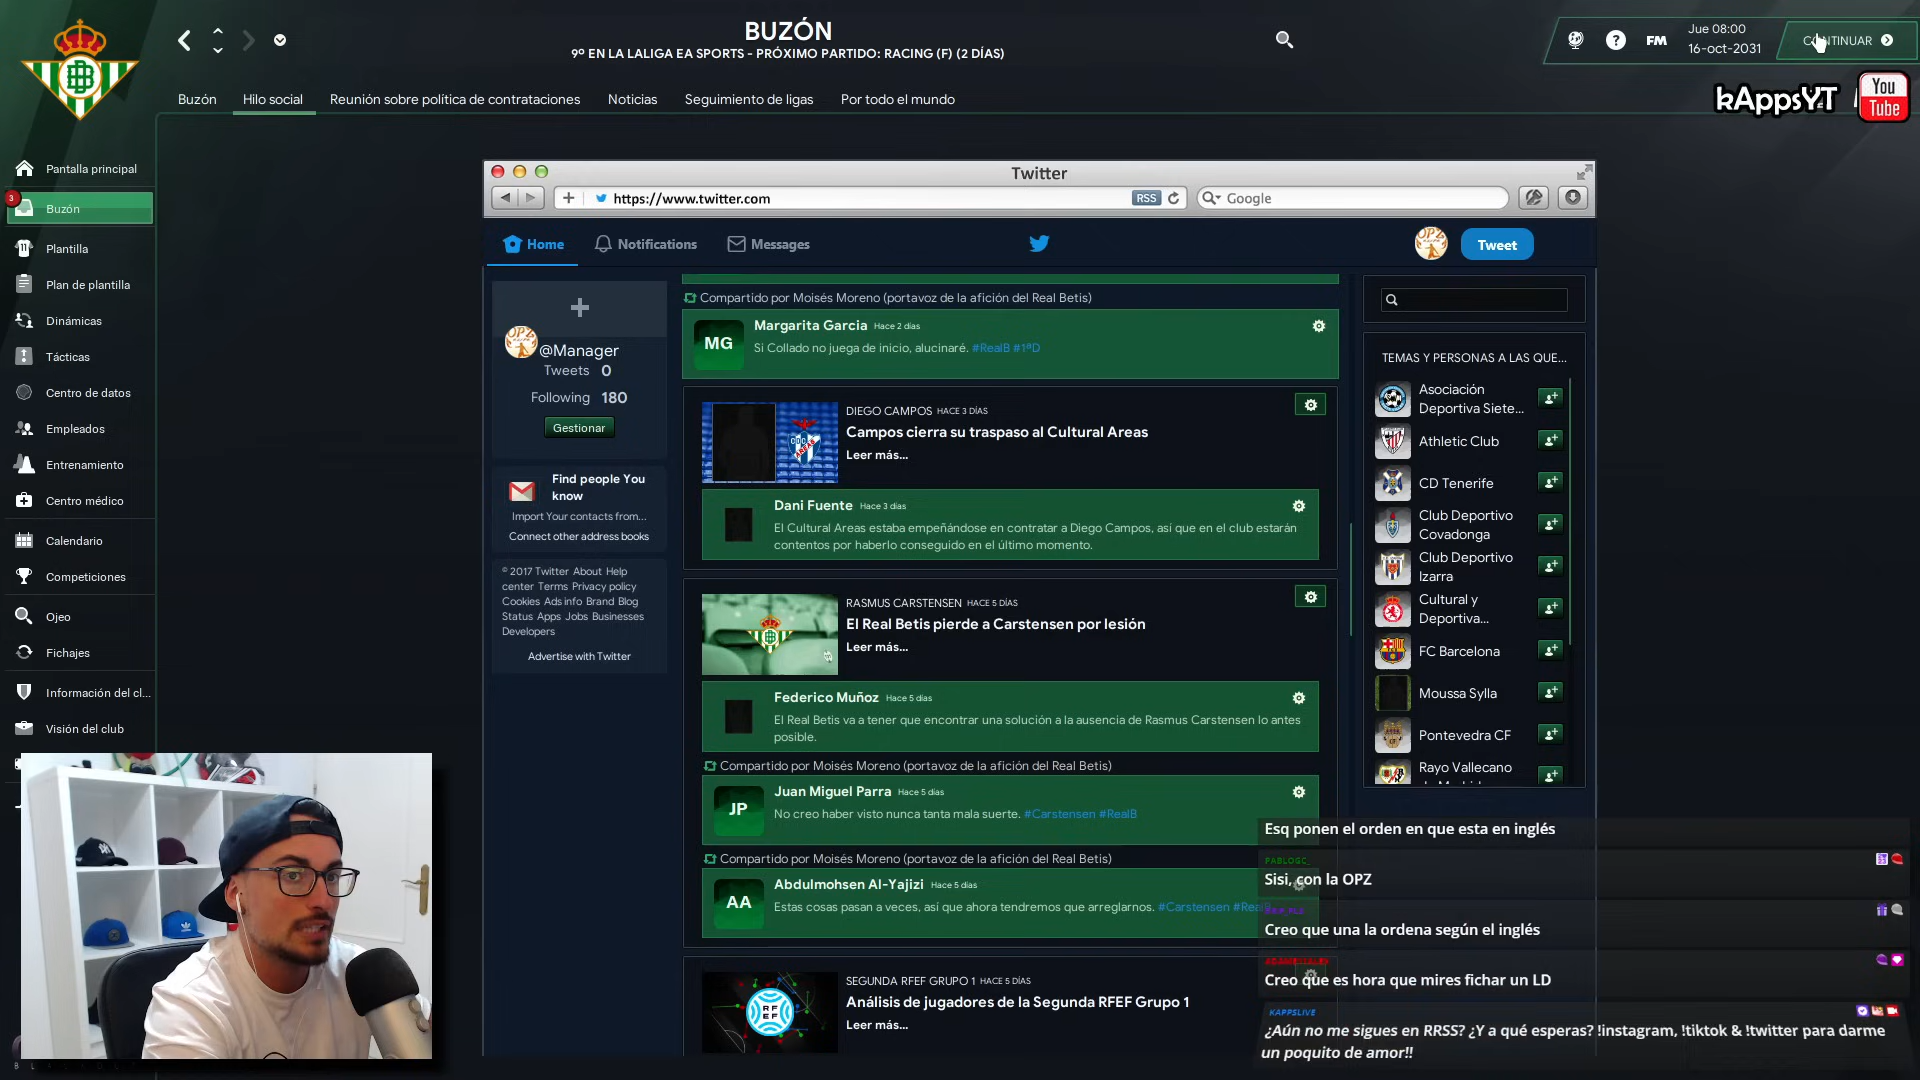 BUZÓN
9º EN LA LALIGA EA SPORTS - PRÓXIMO PARTIDO: RACING (F) (2 DÍAS)
FM
Jue 08:00
16-oct-2031
CONTINUAR
kAppsYT
You
Tube
Buzón
Hilo social
Reunión sobre política de contrataciones
Noticias
Seguimiento de ligas
Por todo el mundo
Pantalla principal
3
Buzón
Plantilla
Plan de plantilla
Dinámicas
Tácticas
Centro de datos
Empleados
Entrenamiento
Centro médico
Calendario
Competiciones
Ojeo
Fichajes
Información del cl...
Visión del club
Twitter
https://www.twitter.com
RSS
Google
Home
Notifications
Messages
Tweet
@Manager
Tweets 0
Following 180
Gestionar
Find people You
know
Import Your contacts from...
Connect other address books
© 2017 Twitter About Help
center Terms Privacy policy
Cookies Ads info Brand Blog
Status Apps Jobs Businesses
Developers
Advertise with Twitter
Compartido por Moisés Moreno (portavoz de la afición del Real Betis)
MG
Margarita Garcia Hace 2 días
Si Collado no juega de inicio, alucinaré. #RealB #1ªD
DIEGO CAMPOS HACE 3 DÍAS
Campos cierra su traspaso al Cultural Areas
Leer más...
Dani Fuente Hace 3 días
El Cultural Areas estaba empeñándose en contratar a Diego Campos, así que en el club estarán
contentos por haberlo conseguido en el último momento.
RASMUS CARSTENSEN HACE 5 DÍAS
El Real Betis pierde a Carstensen por lesión
Leer más...
Federico Muñoz Hace 5 días
El Real Betis va a tener que encontrar una solución a la ausencia de Rasmus Carstensen lo antes
posible.
Compartido por Moisés Moreno (portavoz de la afición del Real Betis)
JP
Juan Miguel Parra Hace 5 días
No creo haber visto nunca tanta mala suerte. #Carstensen #RealB
Compartido por Moisés Moreno (portavoz de la afición del Real Betis)
AA
Abdulmohsen Al-Yajizi Hace 5 días
Estas cosas pasan a veces, así que ahora tendremos que arreglarnos. #Carstensen #RealB
SEGUNDA RFEF GRUPO 1 HACE 5 DÍAS
Análisis de jugadores de la Segunda RFEF Grupo 1
Leer más...
TEMAS Y PERSONAS A LAS QUE...
Asociación
Deportiva Siete...
Athletic Club
CD Tenerife
Club Deportivo
Covadonga
Club Deportivo
Izarra
Cultural y
Deportiva...
FC Barcelona
Moussa Sylla
Pontevedra CF
Rayo Vallecano
Esq ponen el orden en que esta en inglés
PABLOGC_
Sisi, con la OPZ
Creo que una la ordena según el inglés
Creo que es hora que mires fichar un LD
KAPPSLIVE
¿Aún no me sigues en RRSS? ¿Y a qué esperas? !instagram, !tiktok & !twitter para darme
un poquito de amor!!